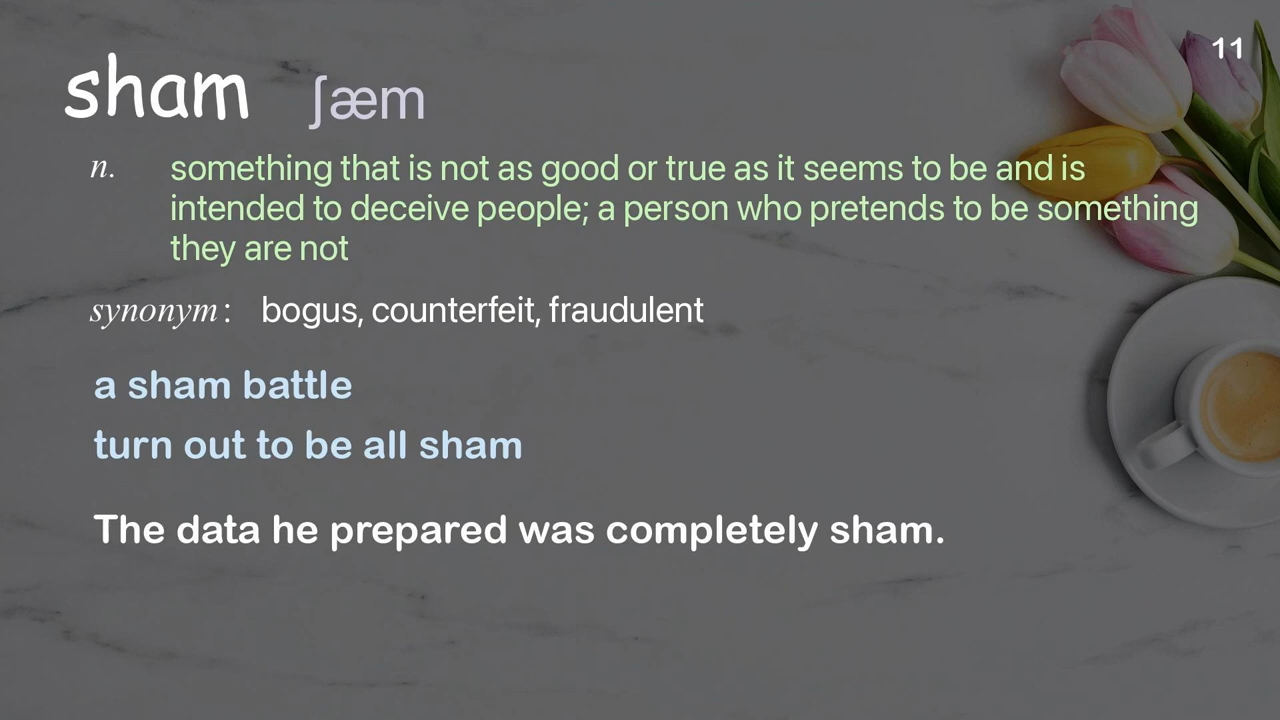 11
sham ʃæm
n. something that is not as good or true as it seems to be and is
intended to deceive people; a person who pretends to be something
they are not
synonym: bogus, counterfeit, fraudulent
a sham battle
turn out to be all sham
The data he prepared was completely sham.